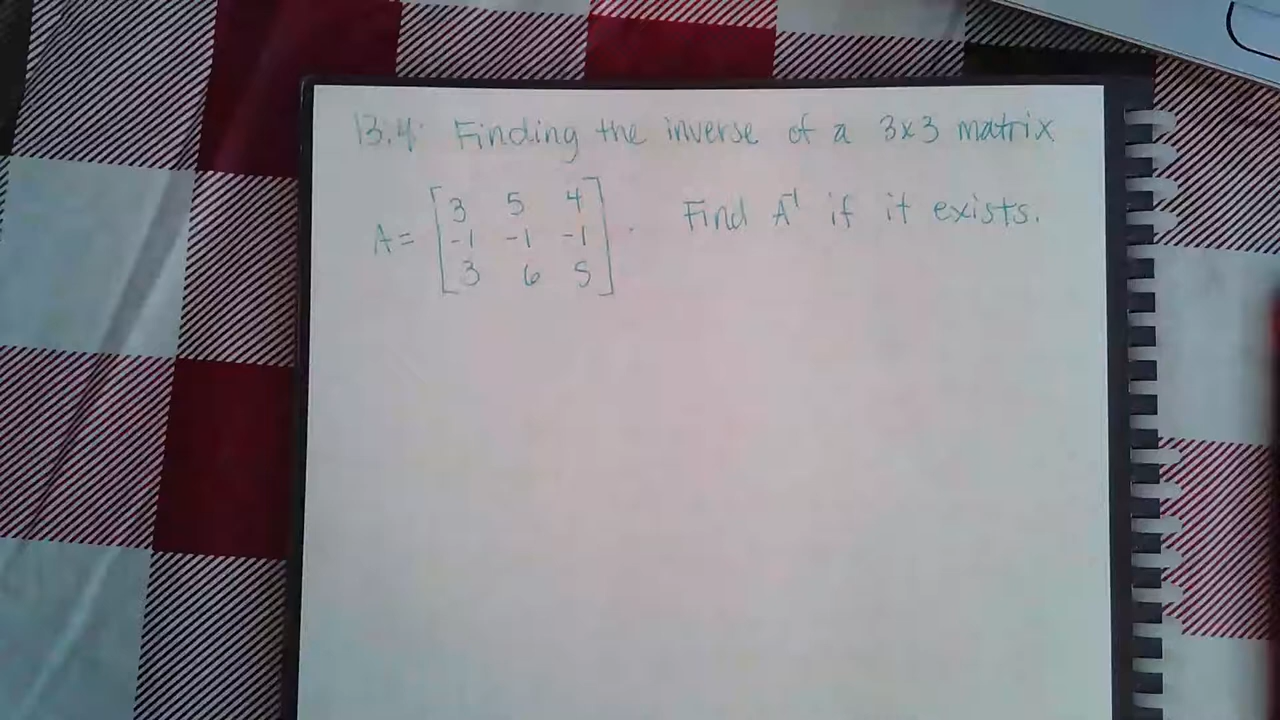 13.4: Finding the inverse of a 3x3 matrix
A = [3 5 4
-1 -1 -1
3 6 5]. Find A⁻¹ if it exists.